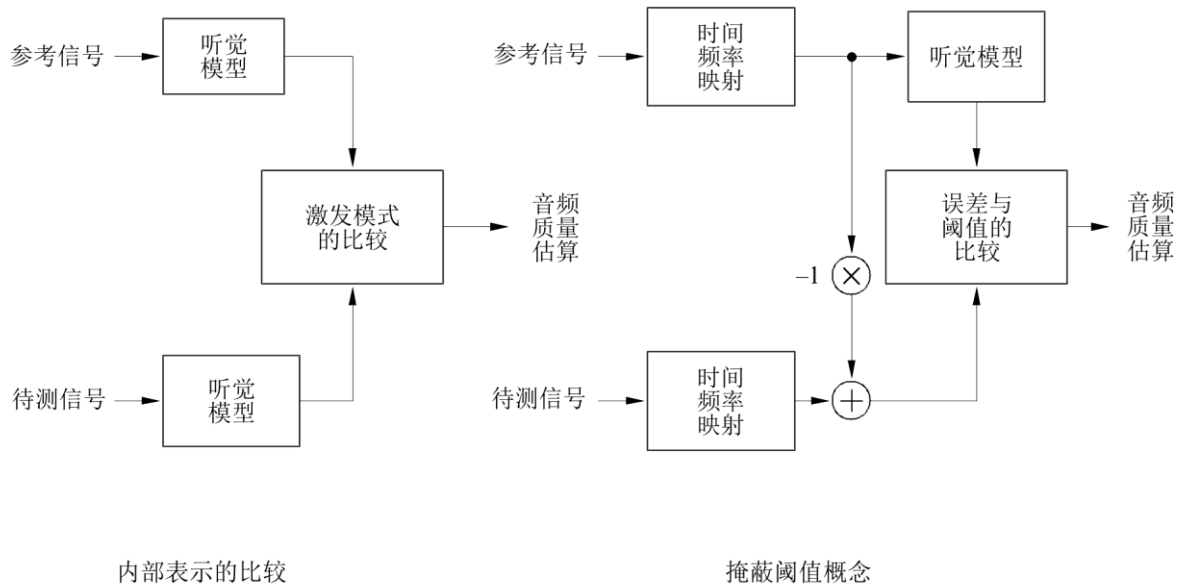 参考信号
听觉
模型
激发模式
的比较
音频
质量
估算
待测信号
听觉
模型
内部表示的比较
参考信号
时间
频率
映射
听觉模型
误差与
阈值的
比较
音频
质量
估算
–1
×
+
待测信号
时间
频率
映射
掩蔽阈值概念